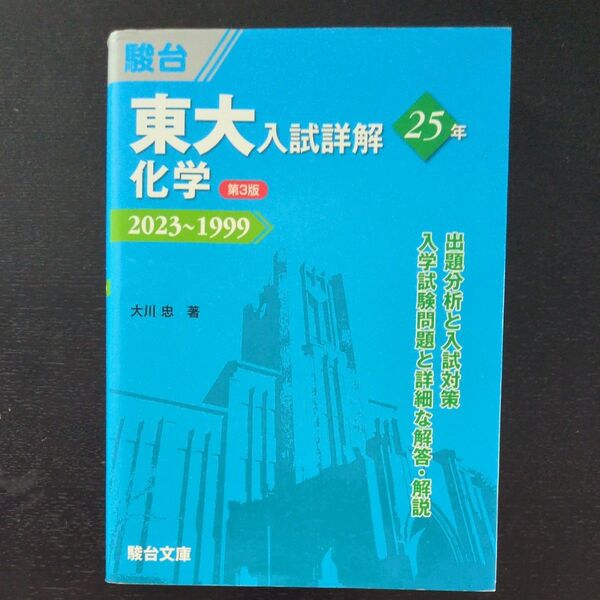 駿台
東大入試詳解
25年
化学
第3版
2023~1999
大川 忠 著
出題分析と入試対策
入学試験問題と詳細な解答・解説
駿台文庫